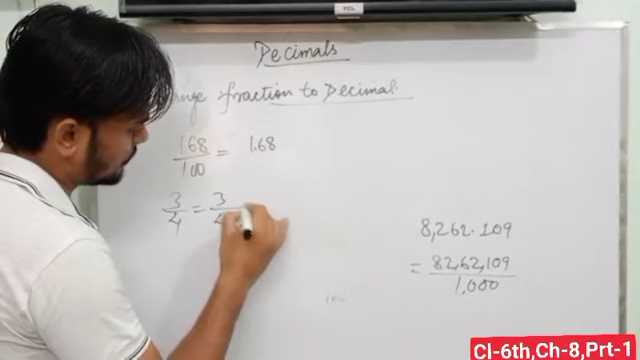 TCL
Decimals
fraction to Decimal
168/100 = 1.68
3/4 = 3/4
8,262.109
= 82,62,109/1,000
Cl-6th,Ch-8,Prt-1